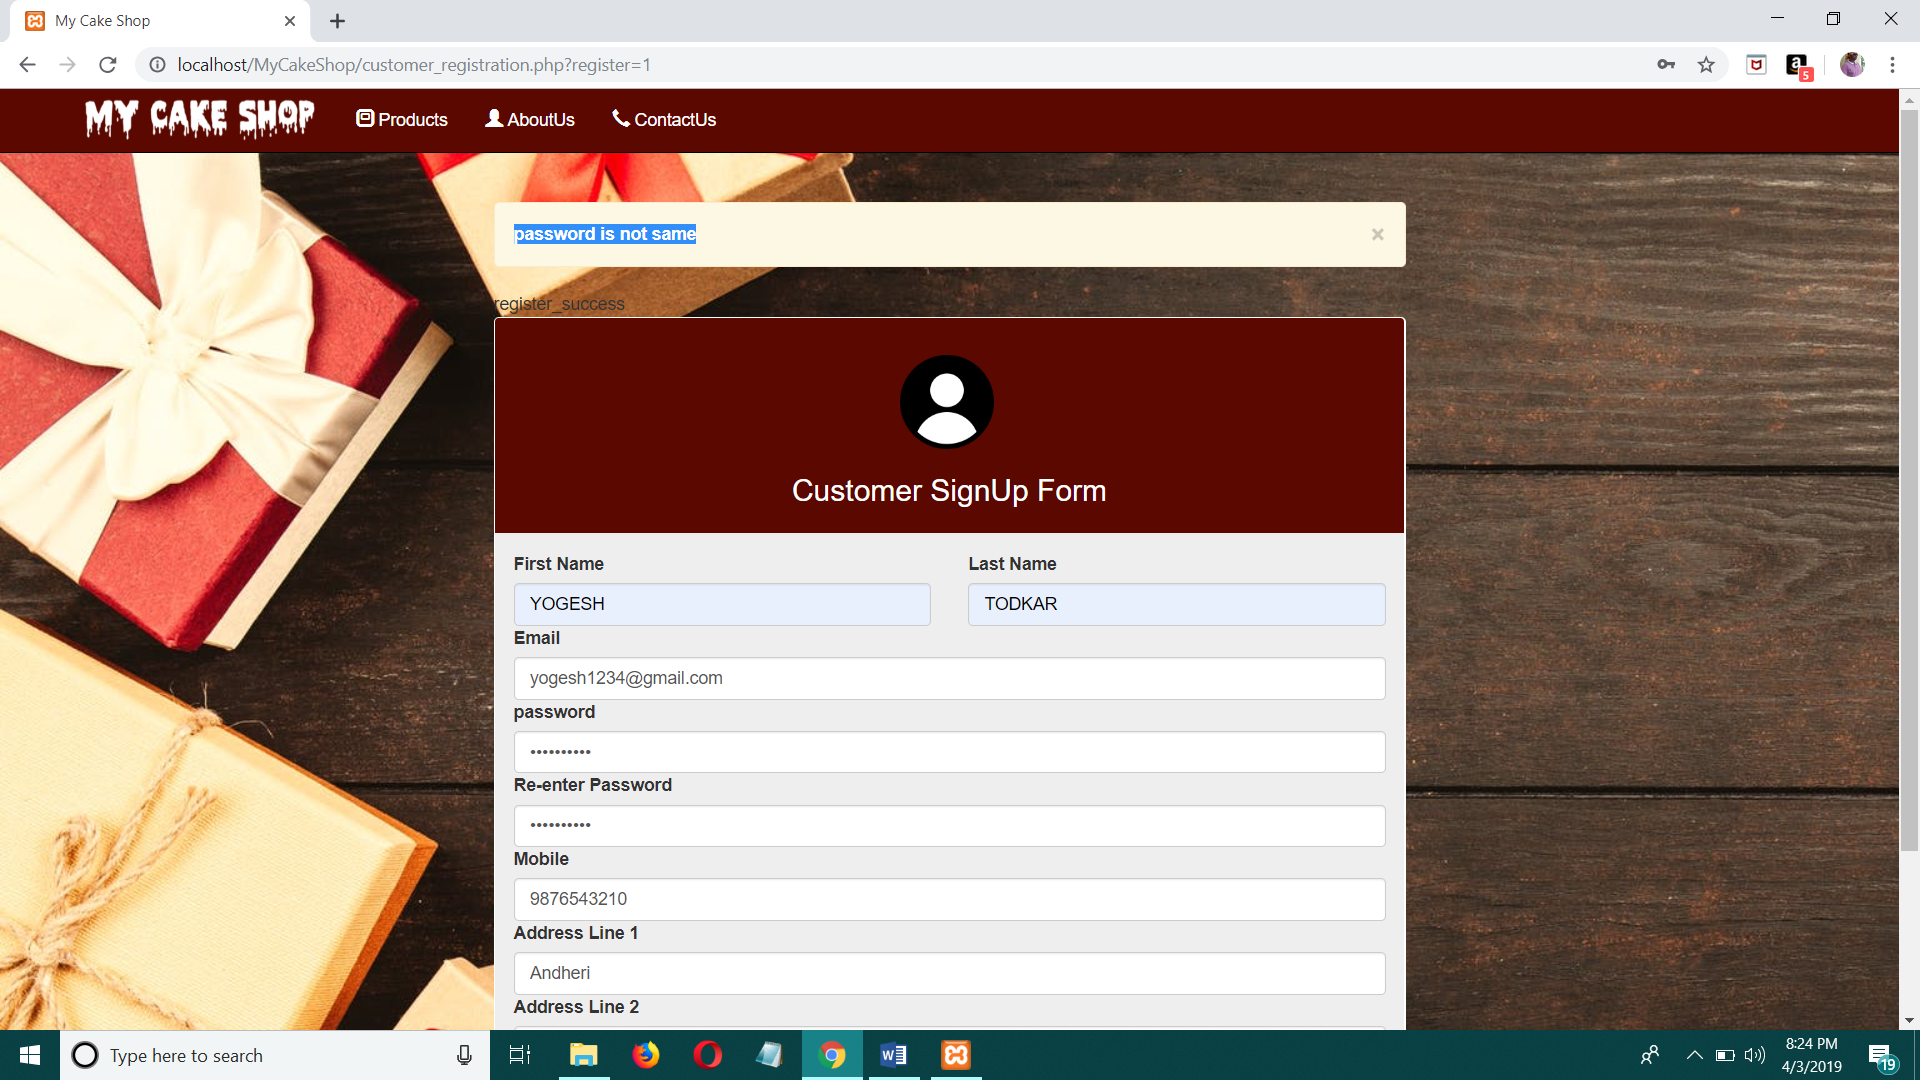 My Cake Shop
localhost/MyCakeShop/customer_registration.php?register=1
5
MY CAKE SHOP
Products
AboutUs
ContactUs
password is not same
×
register_success
Customer SignUp Form
First Name
Last Name
YOGESH
TODKAR
Email
yogesh1234@gmail.com
password
••••••••••
Re-enter Password
••••••••••
Mobile
9876543210
Address Line 1
Andheri
Address Line 2
Type here to search
8:24 PM
4/3/2019
19